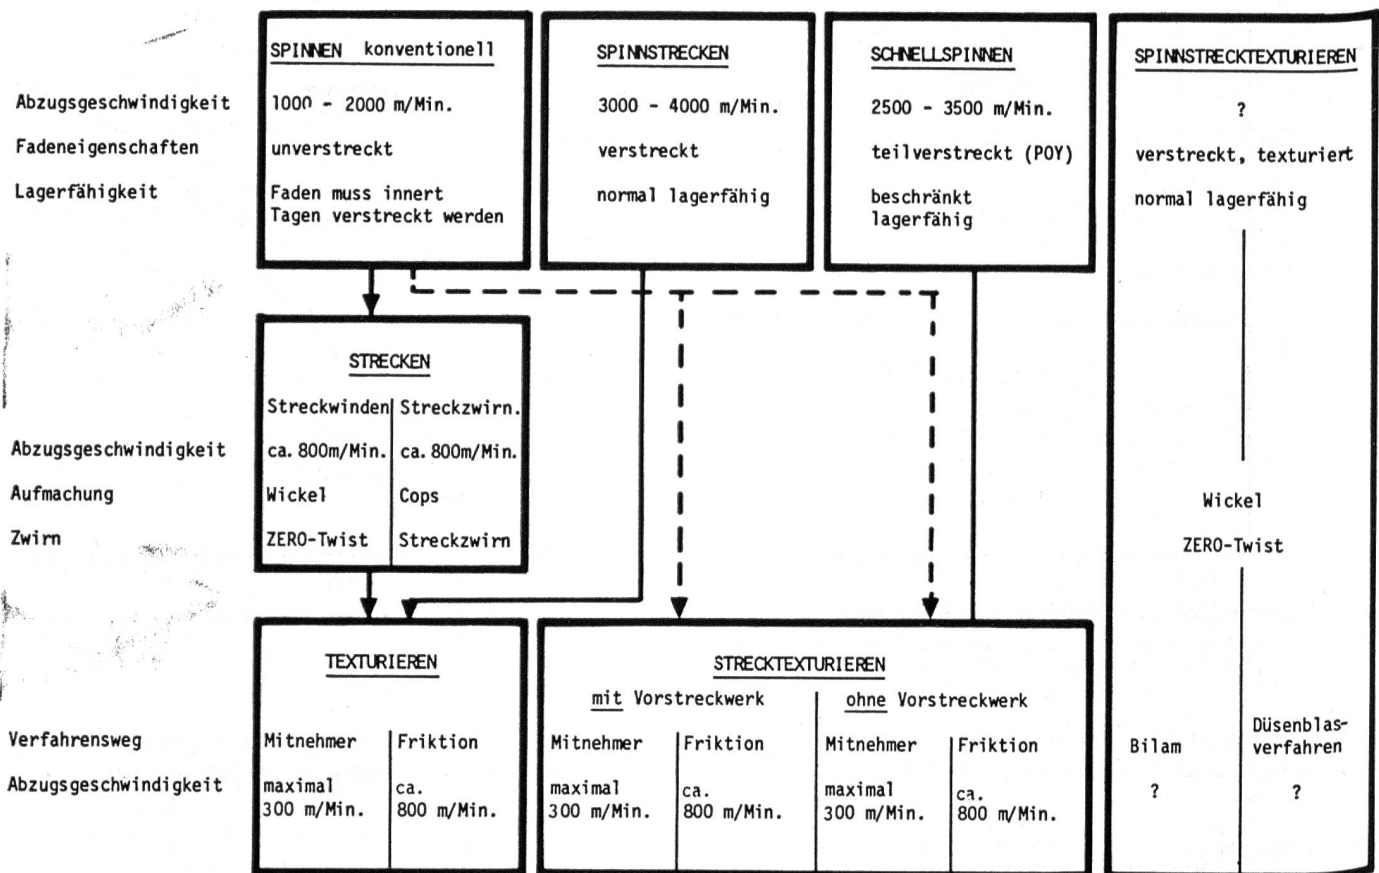 SPINNEN konventionell
SPINNSTRECKEN
SCHNELLSPINNEN
SPINNSTRECKTEXTURIEREN
Abzugsgeschwindigkeit
1000 - 2000 m/Min.
3000 - 4000 m/Min.
2500 - 3500 m/Min.
?
Fadeneigenschaften
unverstreckt
verstreckt
teilverstreckt (POY)
verstreckt, texturiert
Lagerfähigkeit
Faden muss innert
Tagen verstreckt werden
normal lagerfähig
beschränkt
lagerfähig
normal lagerfähig
STRECKEN
Streckwinden
Streckzwirn.
Abzugsgeschwindigkeit
ca. 800m/Min.
ca. 800m/Min.
Aufmachung
Wickel
Cops
Wickel
Zwirn
ZERO-Twist
Streckzwirn
ZERO-Twist
TEXTURIEREN
STRECKTEXTURIEREN
mit Vorstreckwerk
ohne Vorstreckwerk
Verfahrensweg
Mitnehmer
Friktion
Mitnehmer
Friktion
Mitnehmer
Friktion
Bilam
Düsenblas-
verfahren
Abzugsgeschwindigkeit
maximal
300 m/Min.
ca.
800 m/Min.
maximal
300 m/Min.
ca.
800 m/Min.
maximal
300 m/Min.
ca.
800 m/Min.
?
?